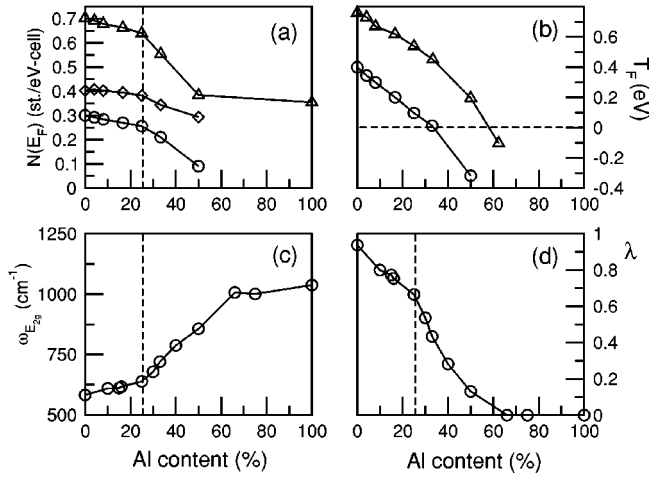 (a)
N(E_F) (st./eV-cell)
0.7
0.6
0.5
0.4
0.3
0.2
0.1
0
0 20 40 60 80 100
(b)
T_F (eV)
0.6
0.4
0.2
0
-0.2
-0.4
0 20 40 60 80 100
(c)
ω_E_2g (cm⁻¹)
1250
1000
750
500
0 20 40 60 80 100
Al content (%)
(d)
λ
1
0.8
0.6
0.4
0.2
0
0 20 40 60 80 100
Al content (%)